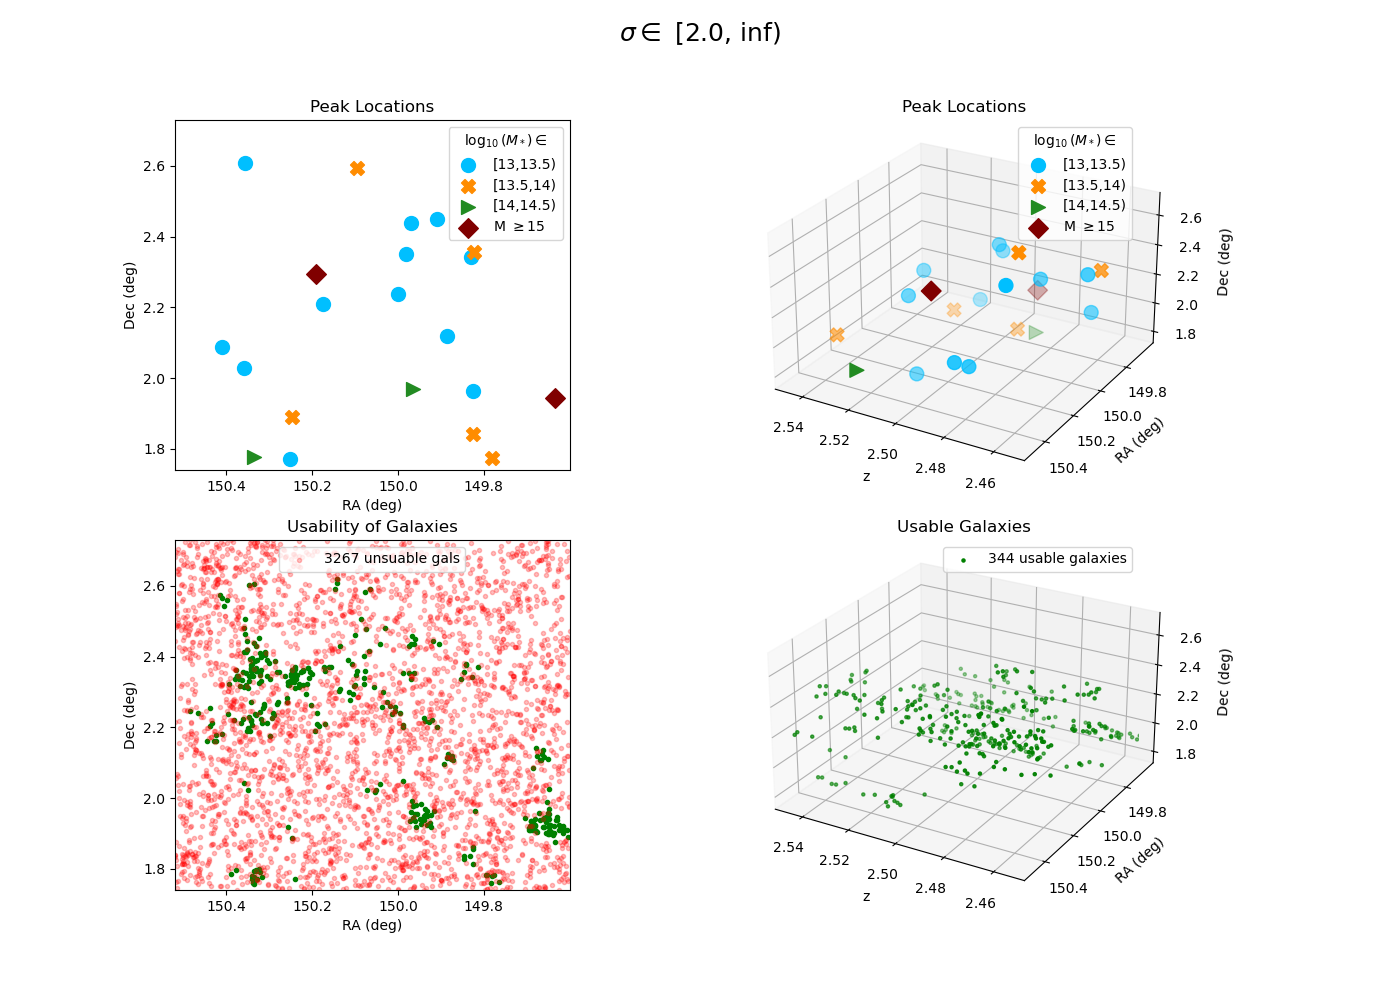 σ ∈ [2.0, inf)
Peak Locations
log₁₀(M*) ∈
[13,13.5)
[13.5,14)
[14,14.5)
M ≥15
2.6
2.4
2.2
2.0
1.8
Dec (deg)
150.4 150.2 150.0 149.8
RA (deg)
Peak Locations
log₁₀(M*) ∈
[13,13.5)
[13.5,14)
[14,14.5)
M ≥15
2.6
2.4
2.2
2.0
1.8
Dec (deg)
149.8
150.0
150.2
150.4
RA (deg)
2.54
2.52
2.50
2.48
2.46
z
Usability of Galaxies
3267 unsuable gals
2.6
2.4
2.2
2.0
1.8
Dec (deg)
150.4 150.2 150.0 149.8
RA (deg)
Usable Galaxies
344 usable galaxies
2.6
2.4
2.2
2.0
1.8
Dec (deg)
149.8
150.0
150.2
150.4
RA (deg)
2.54
2.52
2.50
2.48
2.46
z